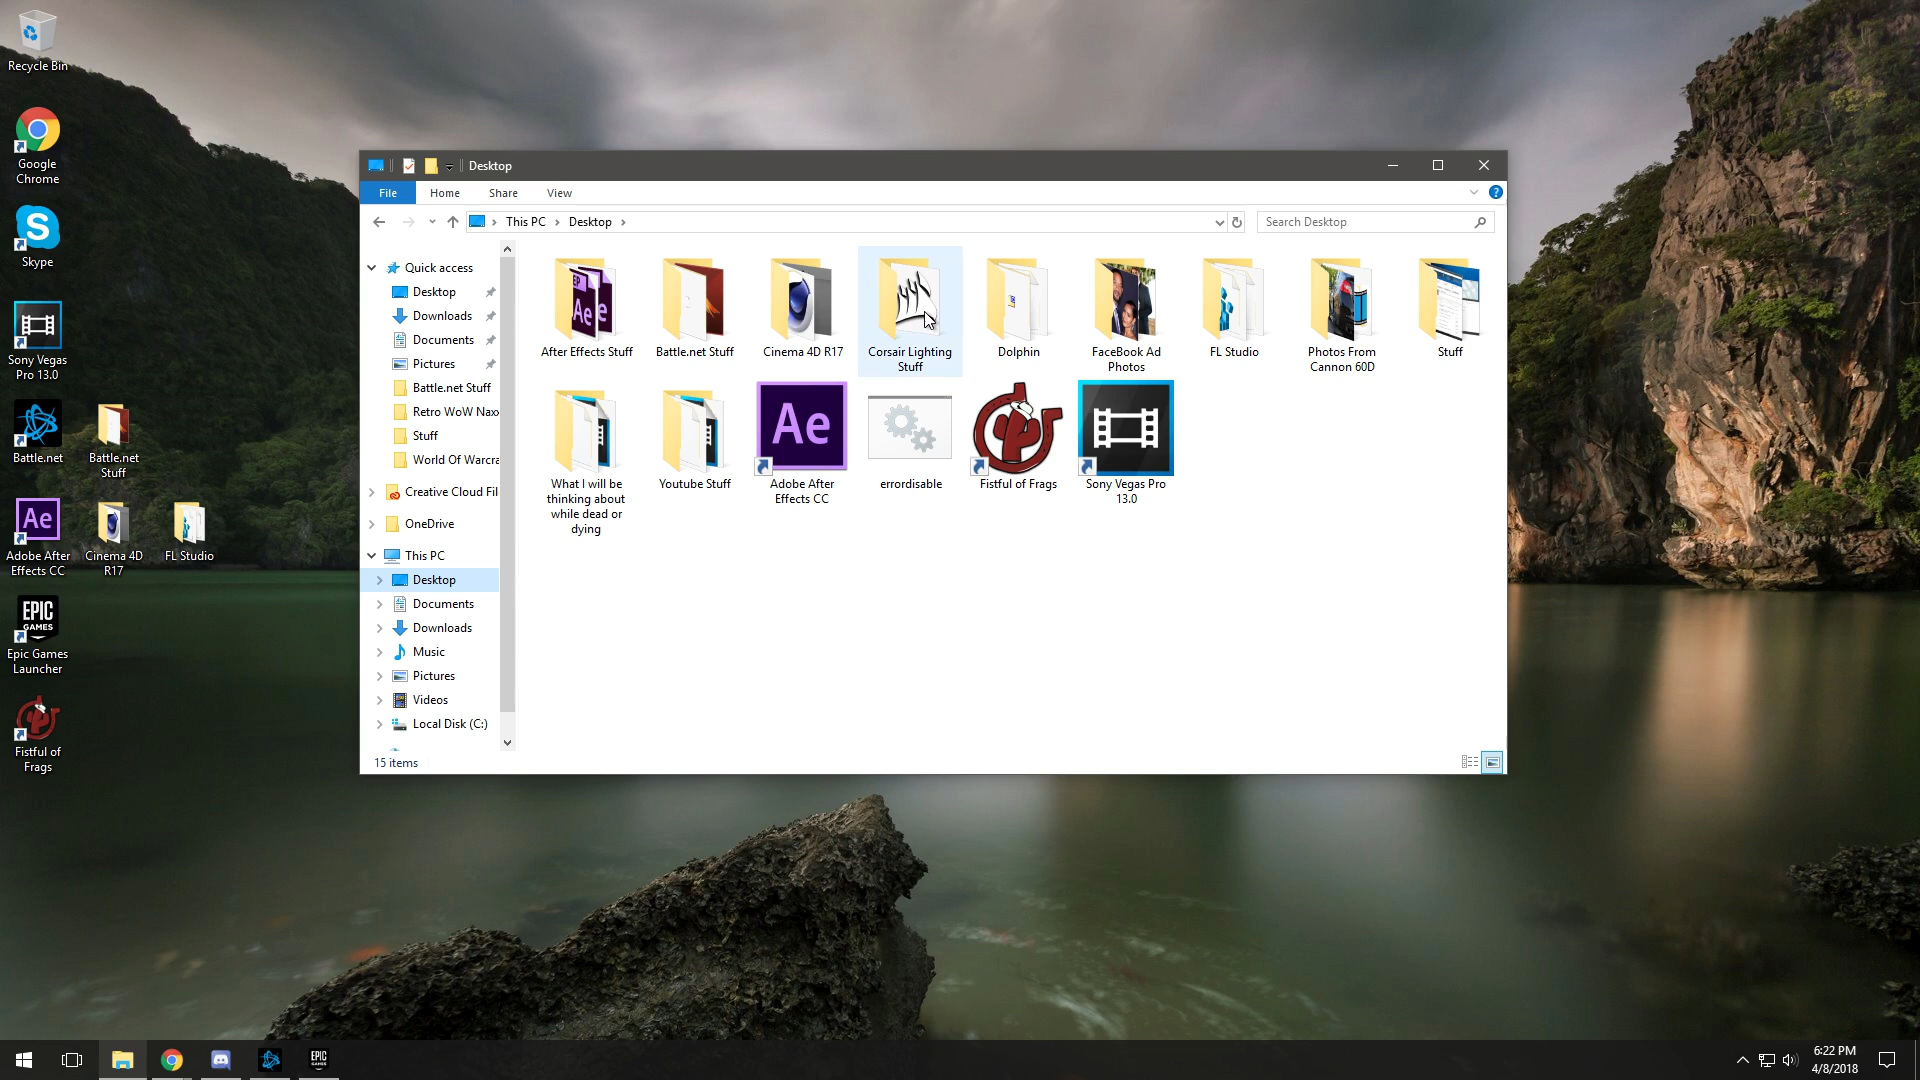 Recycle Bin
Google
Chrome
Skype
Sony Vegas
Pro 13.0
Battle.net
Battle.net
Stuff
Ae
Adobe After
Effects CC
Cinema 4D
R17
FL Studio
EPIC
GAMES
Epic Games
Launcher
Fistful of
Frags
Desktop
File
Home
Share
View
This PC
Desktop
Search Desktop
Quick access
Desktop
Downloads
Documents
Pictures
Battle.net Stuff
Retro WoW Nax
Stuff
World Of Warcra
Creative Cloud Fil
OneDrive
This PC
Desktop
Documents
Downloads
Music
Pictures
Videos
Local Disk (C:)
Ae
After Effects Stuff
Battle.net Stuff
Cinema 4D R17
Corsair Lighting
Stuff
Dolphin
FaceBook Ad
Photos
FL Studio
Photos From
Cannon 60D
Stuff
What I will be
thinking about
while dead or
dying
Youtube Stuff
Ae
Adobe After
Effects CC
errordisable
Fistful of Frags
Sony Vegas Pro
13.0
15 items
EPIC
GAMES
6:22 PM
4/8/2018